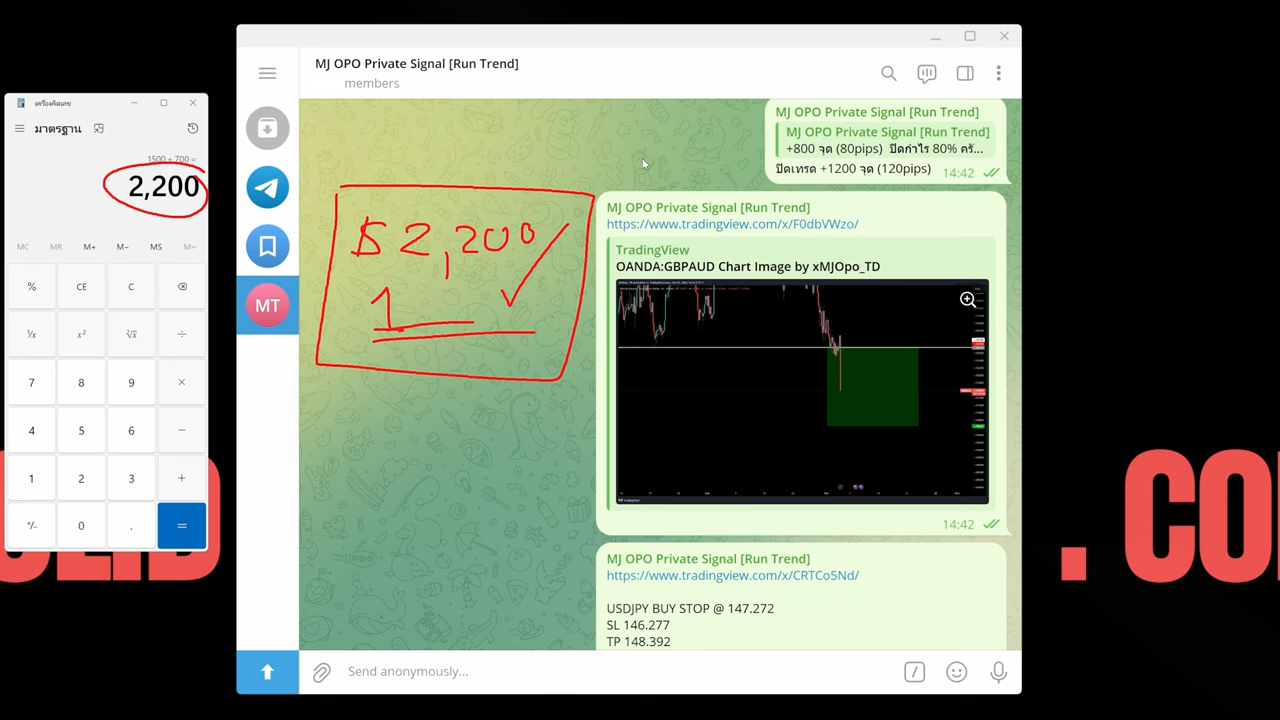 เครื่องคิดเลข
มาตรฐาน
1500 + 700 =
2,200
MC MR M+ M− MS
% CE C
¹/x x² ²√x ÷
7 8 9 ×
4 5 6 −
1 2 3 +
+/− 0 . =
MJ OPO Private Signal [Run Trend]
members
MT
$2,200
1
MJ OPO Private Signal [Run Trend]
MJ OPO Private Signal [Run Trend]
+800 จุด (80pips) ปิดกำไร 80% ครั...
ปิดเทรด +1200 จุด (120pips)
14:42
MJ OPO Private Signal [Run Trend]
https://www.tradingview.com/x/F0dbVWzo/
TradingView
OANDA:GBPAUD Chart Image by xMJOpo_TD
14:42
MJ OPO Private Signal [Run Trend]
https://www.tradingview.com/x/CRTCo5Nd/
USDJPY BUY STOP @ 147.272
SL 146.277
TP 148.392
Send anonymously...
. CO